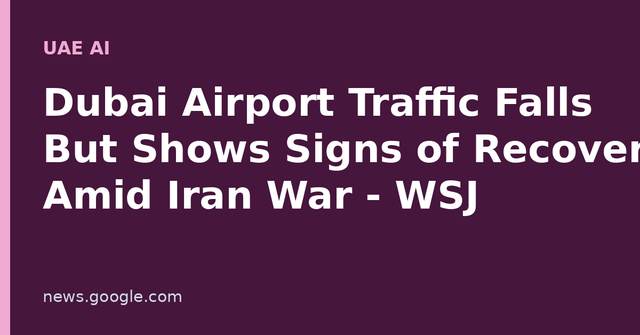 UAE AI
Dubai Airport Traffic Falls
But Shows Signs of Recover
Amid Iran War - WSJ
news.google.com